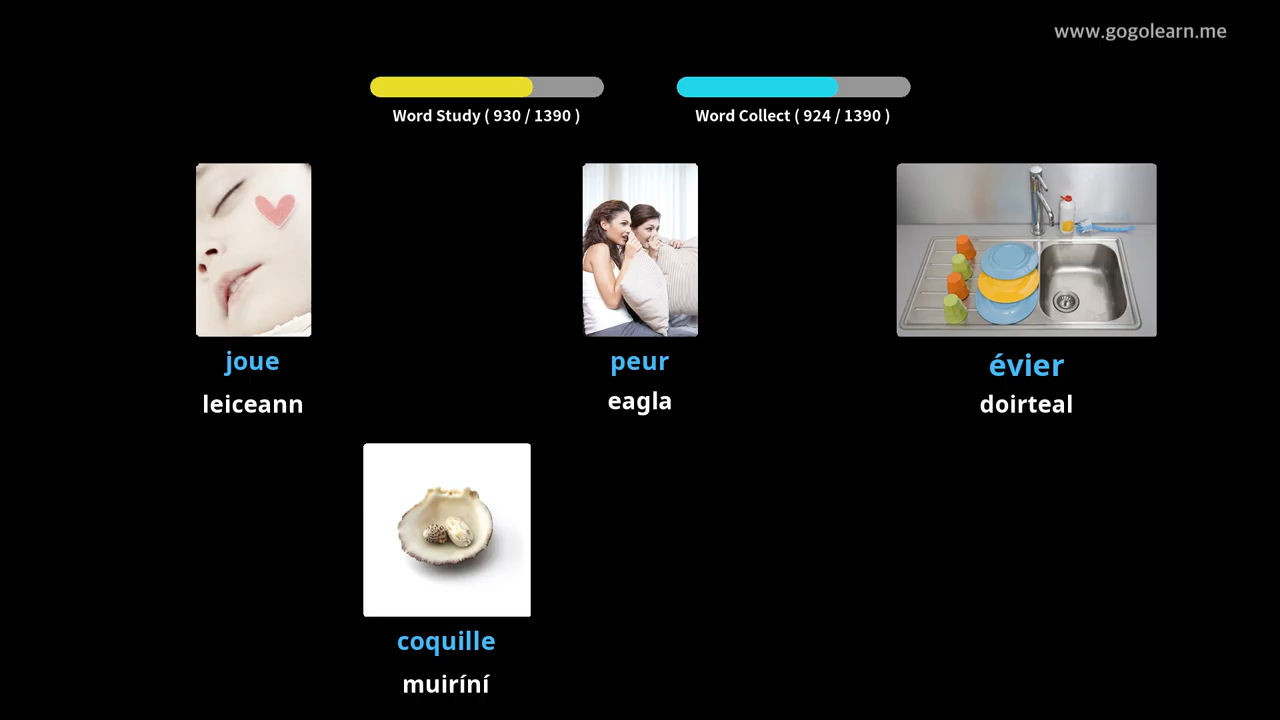 www.gogolearn.me
Word Study ( 930 / 1390 )
Word Collect ( 924 / 1390 )
joue
leiceann
peur
eagla
évier
doirteal
coquille
muiríní